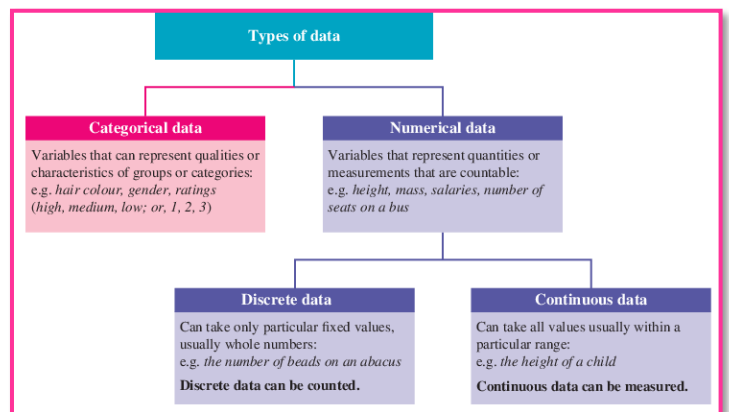 Types of data
Categorical data
Variables that can represent qualities or
characteristics of groups or categories:
e.g. hair colour, gender, ratings
(high, medium, low; or, 1, 2, 3)
Numerical data
Variables that represent quantities or
measurements that are countable:
e.g. height, mass, salaries, number of
seats on a bus
Discrete data
Can take only particular fixed values,
usually whole numbers:
e.g. the number of beads on an abacus
Discrete data can be counted.
Continuous data
Can take all values usually within a
particular range:
e.g. the height of a child
Continuous data can be measured.